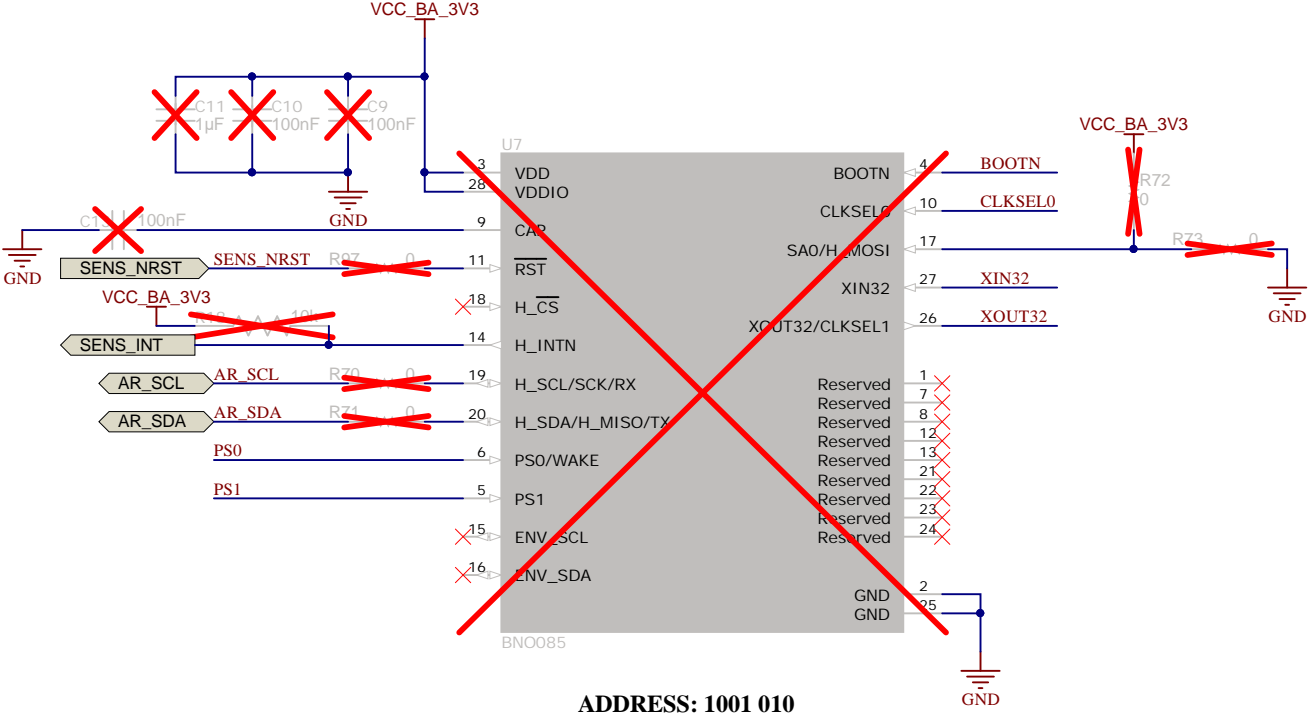 VCC_BA_3V3
C11
1µF
C10
100nF
C9
100nF
U7
3 VDD
28 VDDIO
100nF
GND
9 CAP
GND
SENS_NRST SENS_NRST R97 0 11 RST
18 H_CS
VCC_BA_3V3
10k
SENS_INT 14 H_INTN
AR_SCL AR_SCL R70 0 19 H_SCL/SCK/RX
AR_SDA AR_SDA R71 0 20 H_SDA/H_MISO/TX
PS0 6 PS0/WAKE
PS1 5 PS1
15 ENV_SCL
16 ENV_SDA
BNO085
BOOTN 4 BOOTN
CLKSEL0 10 CLKSEL0
SA0/H_MOSI 17
XIN32 27 XIN32
XOUT32/CLKSEL1 26 XOUT32
VCC_BA_3V3
R72
0
R73 0
GND
Reserved 1
Reserved 7
Reserved 8
Reserved 12
Reserved 13
Reserved 21
Reserved 22
Reserved 23
Reserved 24
GND 2
GND 25
GND
ADDRESS: 1001 010